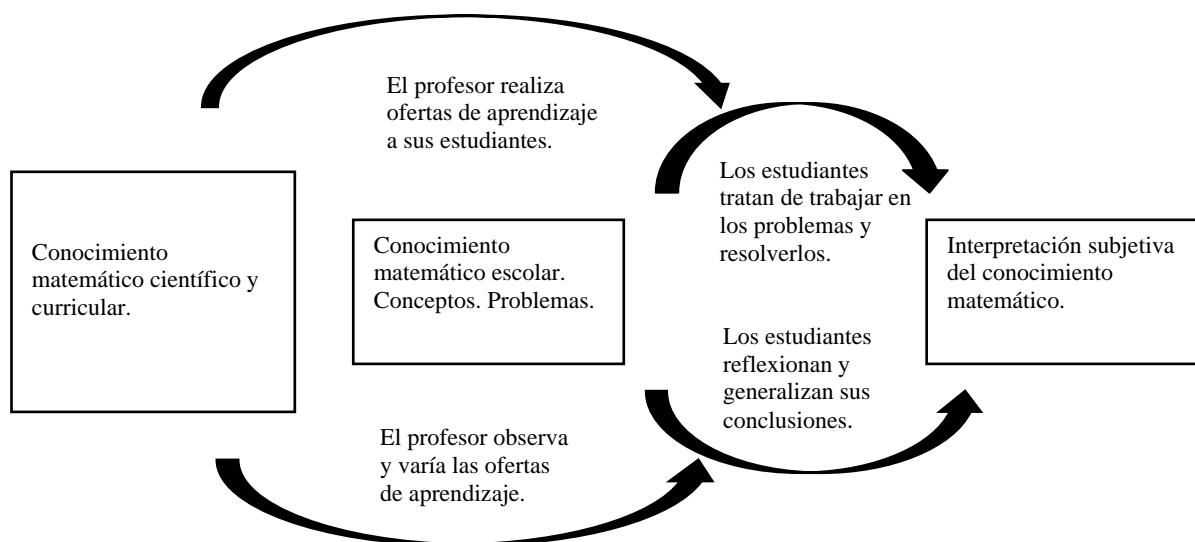 El profesor realiza
ofertas de aprendizaje
a sus estudiantes.
Conocimiento
matemático científico y
curricular.
Conocimiento
matemático escolar.
Conceptos. Problemas.
Los estudiantes
tratan de trabajar en
los problemas y
resolverlos.
Interpretación subjetiva
del conocimiento
matemático.
Los estudiantes
reflexionan y
generalizan sus
conclusiones.
El profesor observa
y varía las ofertas
de aprendizaje.